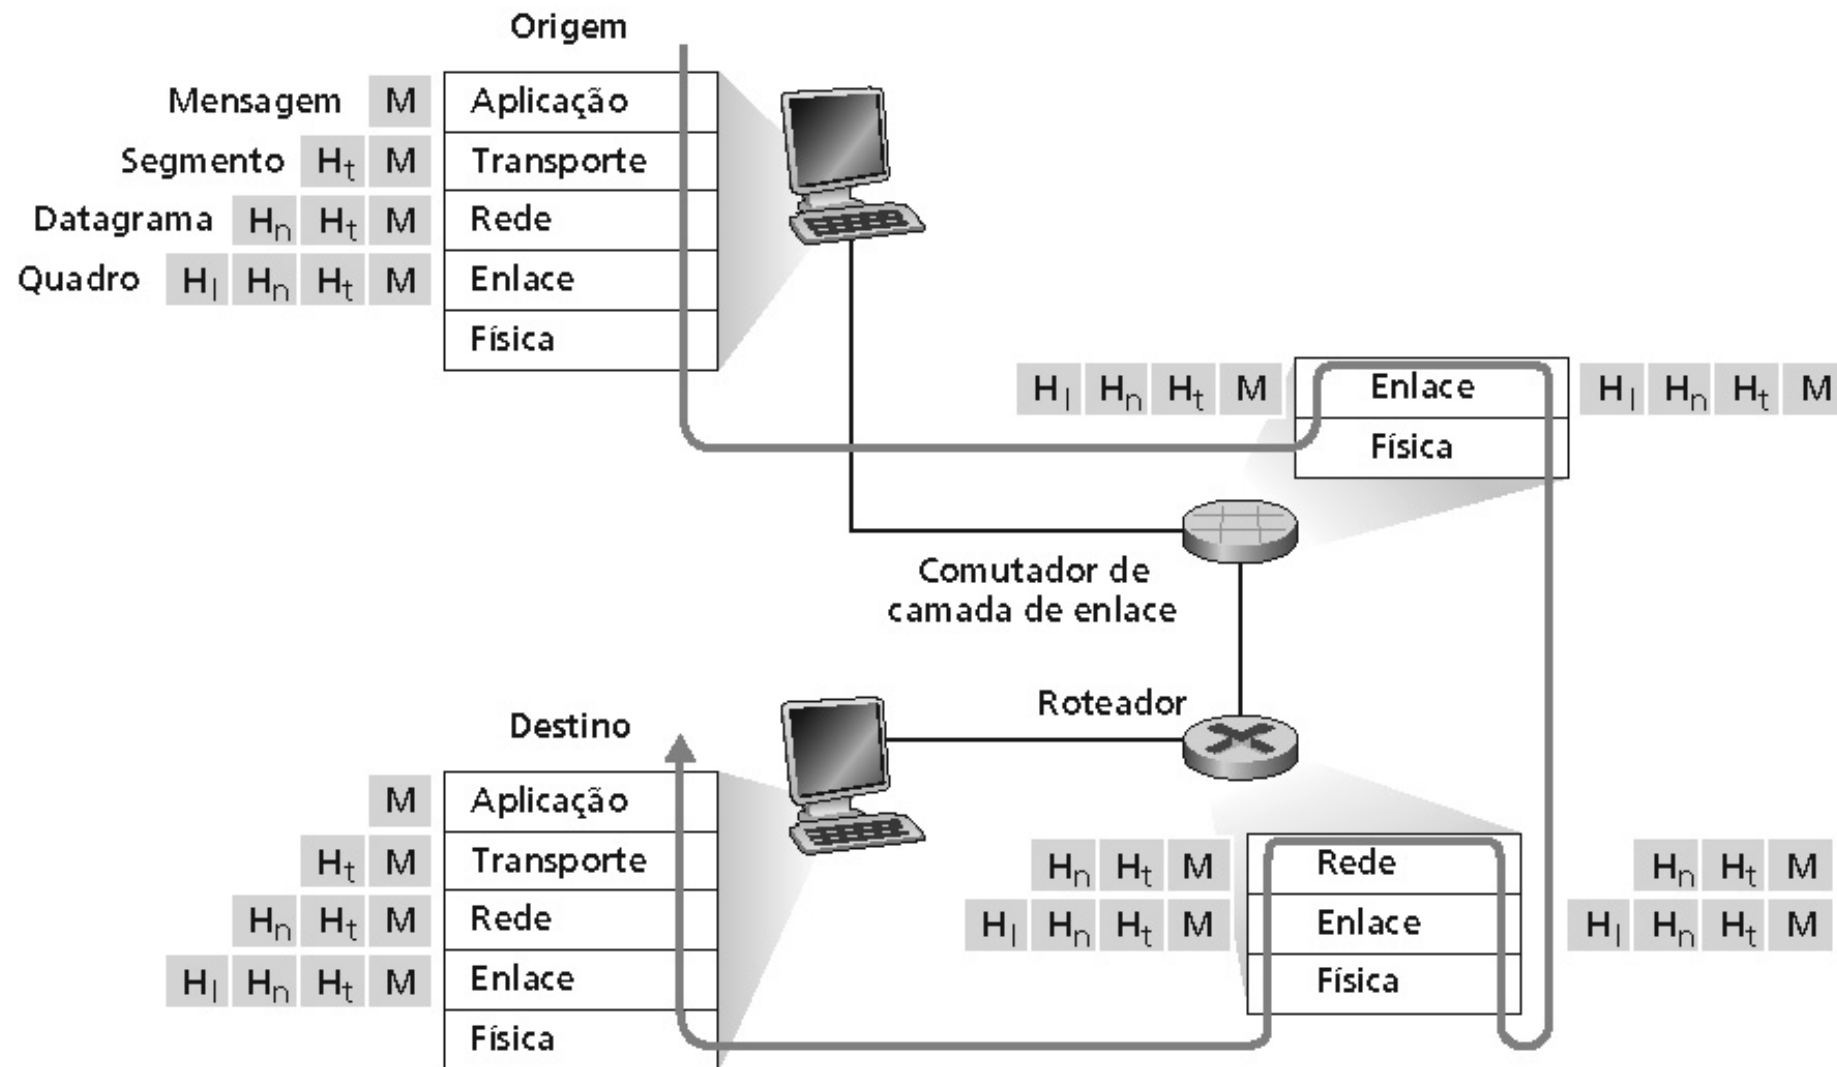 Origem
Mensagem M Aplicação
Segmento Ht M Transporte
Datagrama Hn Ht M Rede
Quadro Hl Hn Ht M Enlace
Física
Hl Hn Ht M Enlace Hl Hn Ht M
Física
Comutador de
camada de enlace
Roteador
Destino
M Aplicação
Ht M Transporte
Hn Ht M Rede
Hl Hn Ht M Enlace
Física
Hn Ht M Rede Hn Ht M
Hl Hn Ht M Enlace Hl Hn Ht M
Física